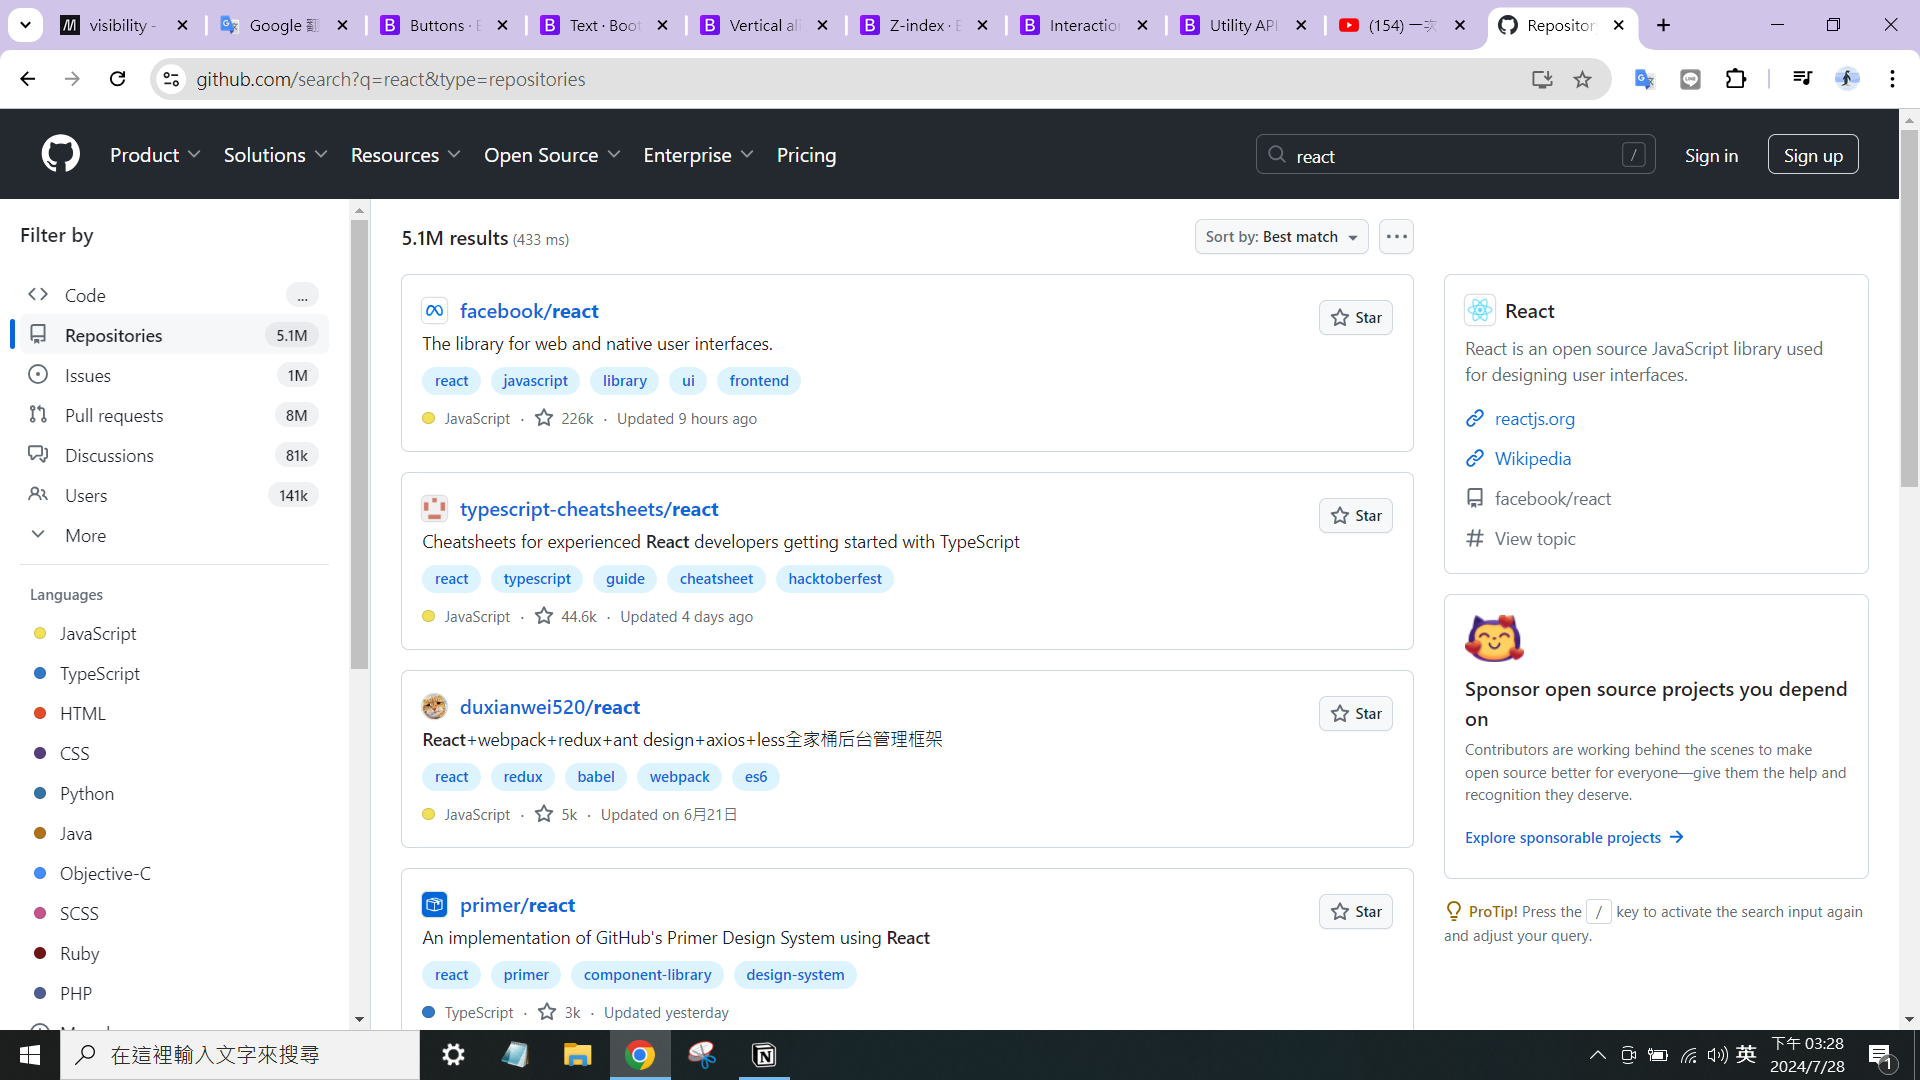 visibility -
Google 翻
Buttons · B
Text · Boot
Vertical ali
Z-index · B
Interaction
Utility API
(154) 一次
Repositor
github.com/search?q=react&type=repositories
Product
Solutions
Resources
Open Source
Enterprise
Pricing
react
/
Sign in
Sign up
Filter by
Code
...
Repositories
5.1M
Issues
1M
Pull requests
8M
Discussions
81k
Users
141k
More
Languages
JavaScript
TypeScript
HTML
CSS
Python
Java
Objective-C
SCSS
Ruby
PHP
5.1M results (433 ms)
Sort by: Best match
facebook/react
Star
The library for web and native user interfaces.
react
javascript
library
ui
frontend
JavaScript · 226k · Updated 9 hours ago
typescript-cheatsheets/react
Star
Cheatsheets for experienced React developers getting started with TypeScript
react
typescript
guide
cheatsheet
hacktoberfest
JavaScript · 44.6k · Updated 4 days ago
duxianwei520/react
Star
React+webpack+redux+ant design+axios+less全家桶后台管理框架
react
redux
babel
webpack
es6
JavaScript · 5k · Updated on 6月21日
primer/react
Star
An implementation of GitHub's Primer Design System using React
react
primer
component-library
design-system
TypeScript · 3k · Updated yesterday
React
React is an open source JavaScript library used
for designing user interfaces.
reactjs.org
Wikipedia
facebook/react
View topic
Sponsor open source projects you depend
on
Contributors are working behind the scenes to make
open source better for everyone—give them the help and
recognition they deserve.
Explore sponsorable projects
ProTip! Press the / key to activate the search input again
and adjust your query.
在這裡輸入文字來搜尋
英
下午 03:28
2024/7/28
1